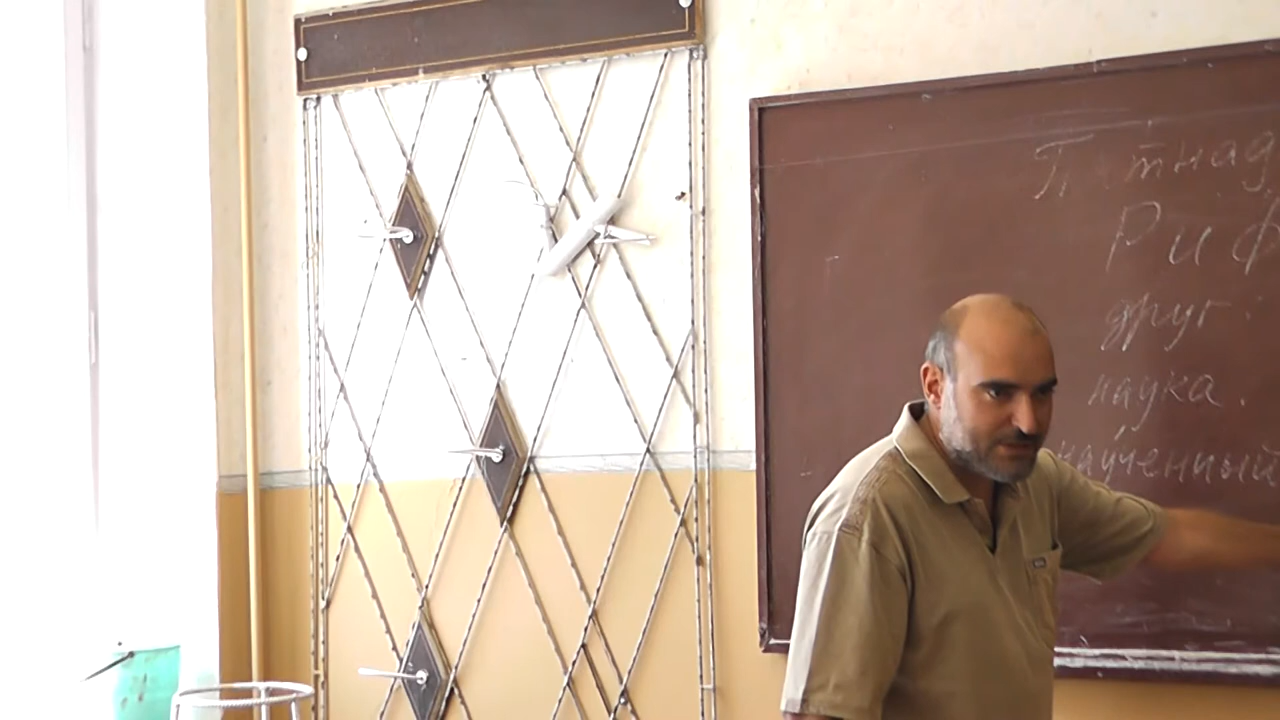 Пятнад
Риф
друг.
наука.
наученный